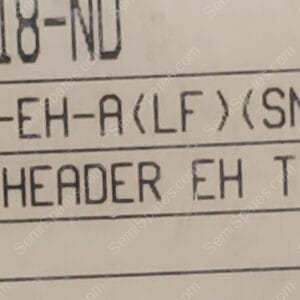 18-ND
-EH-A(LF)(SN
HEADER EH T